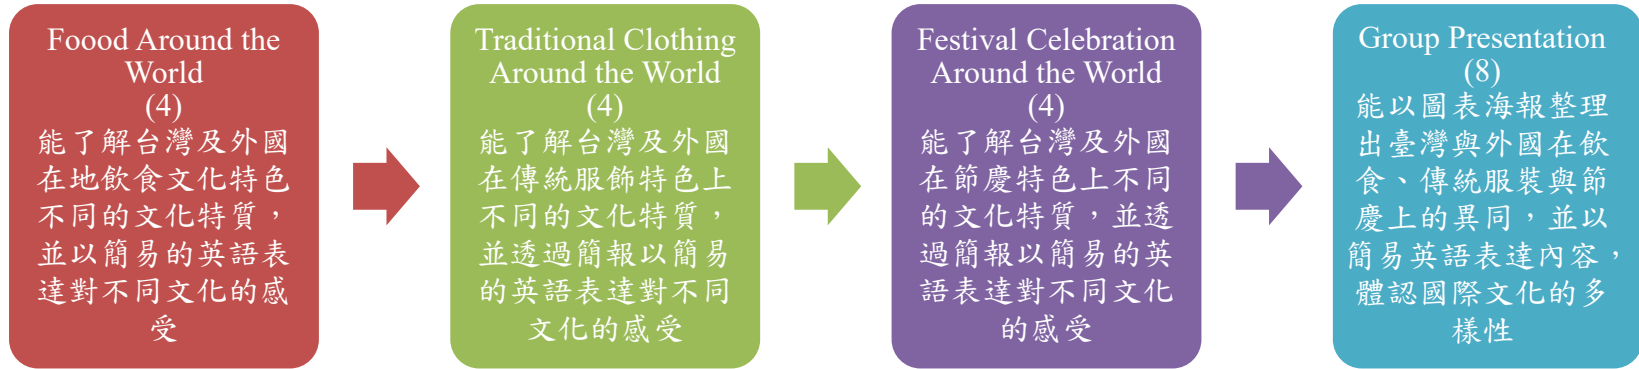 Foood Around the
World
(4)
能了解台灣及外國
在地飲食文化特色
不同的文化特質，
並以簡易的英語表
達對不同文化的感
受
Traditional Clothing
Around the World
(4)
能了解台灣及外國
在傳統服飾特色上
不同的文化特質，
並透過簡報以簡易
的英語表達對不同
文化的感受
Festival Celebration
Around the World
(4)
能了解台灣及外國
在節慶特色上不同
的文化特質，並透
過簡報以簡易的英
語表達對不同文化
的感受
Group Presentation
(8)
能以圖表海報整理
出臺灣與外國在飲
食、傳統服裝與節
慶上的異同，並以
簡易英語表達內容，
體認國際文化的多
樣性